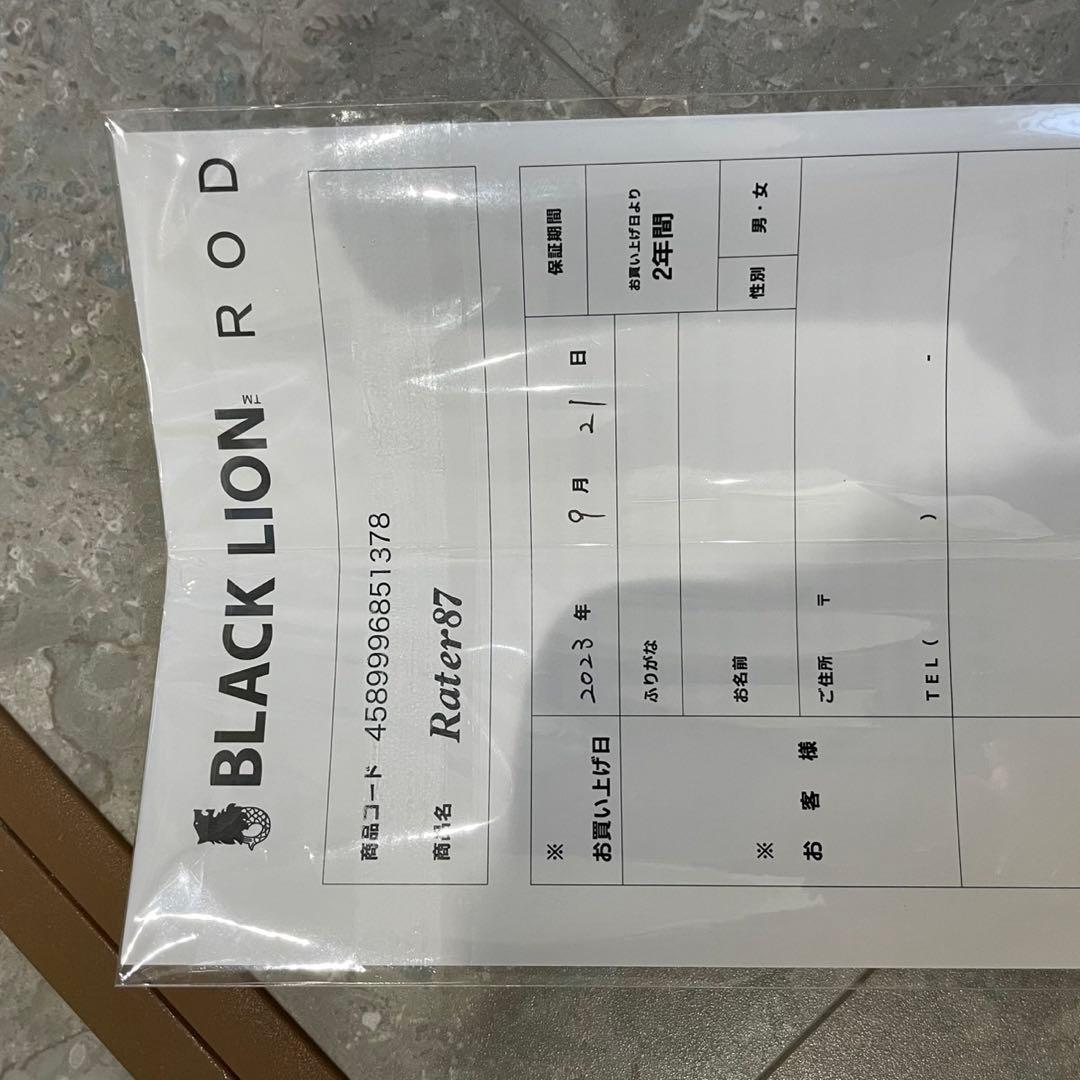 BLACK LION™ ROD
商品コード 4589996851378
商品名 Rater87
※
お買い上げ日
2023 年 9 月 21 日
保証期間
お買い上げ日より
2年間
※
お 客 様
ふりがな
お名前
性別
男・女
ご住所 〒
TEL ( ) -